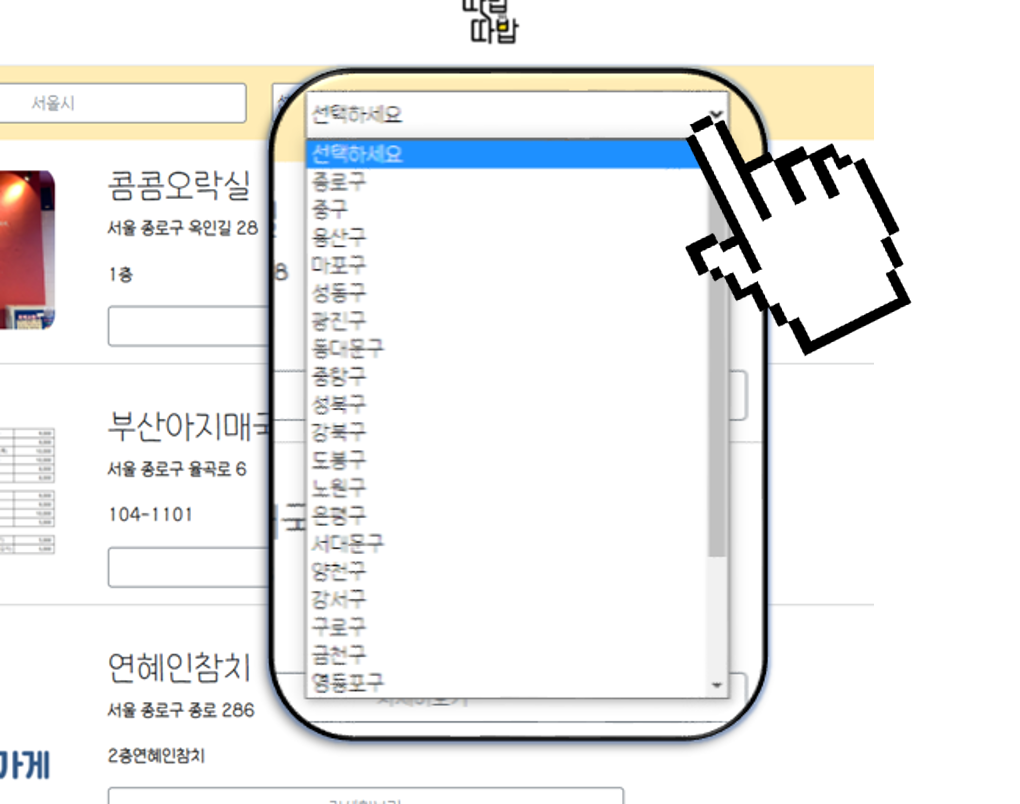 따밥
따밥
서울시
선택하세요
선택하세요
종로구
중구
용산구
마포구
성동구
광진구
동대문구
중랑구
성북구
강북구
도봉구
노원구
은평구
서대문구
양천구
강서구
구로구
금천구
영등포구
콤콤오락실
서울 종로구 옥인길 28
1층
8
부산아지매국
서울 종로구 율곡로 6
104-1101
연혜인참치
서울 종로구 종로 286
2층연혜인참치
가게